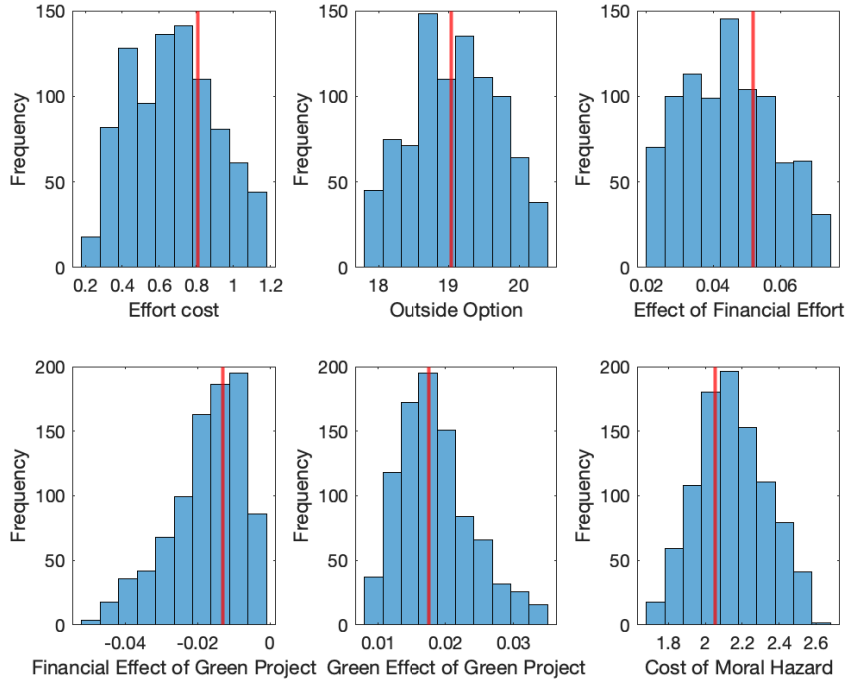 150
100
50
0
Frequency
0.2 0.4 0.6 0.8 1 1.2
Effort cost
150
100
50
0
Frequency
18 19 20
Outside Option
150
100
50
0
Frequency
0.02 0.04 0.06
Effect of Financial Effort
200
150
100
50
0
Frequency
-0.04 -0.02 0
Financial Effect of Green Project
200
150
100
50
0
Frequency
0.01 0.02 0.03
Green Effect of Green Project
200
150
100
50
0
Frequency
1.8 2 2.2 2.4 2.6
Cost of Moral Hazard